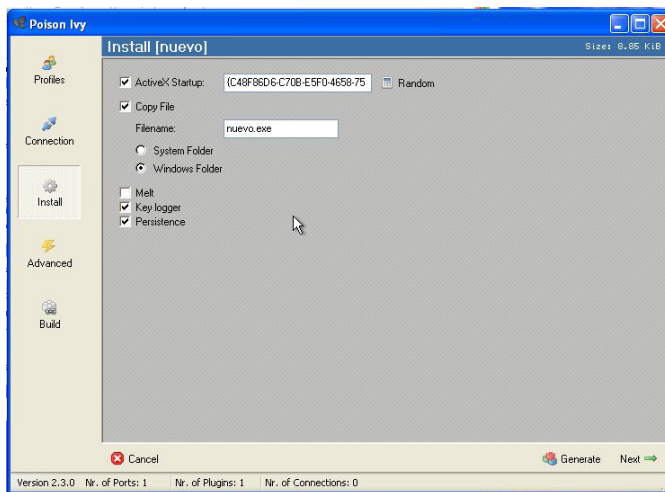 Poison Ivy
Install [nuevo]
Size: 8.85 KiB
Profiles
Connection
Install
Advanced
Build
ActiveX Startup: {C48F86D6-C70B-E5F0-4658-75 Random
Copy File
Filename: nuevo.exe
System Folder
Windows Folder
Melt
Key logger
Persistence
Cancel
Generate
Next
Version 2.3.0 Nr. of Ports: 1 Nr. of Plugins: 1 Nr. of Connections: 0